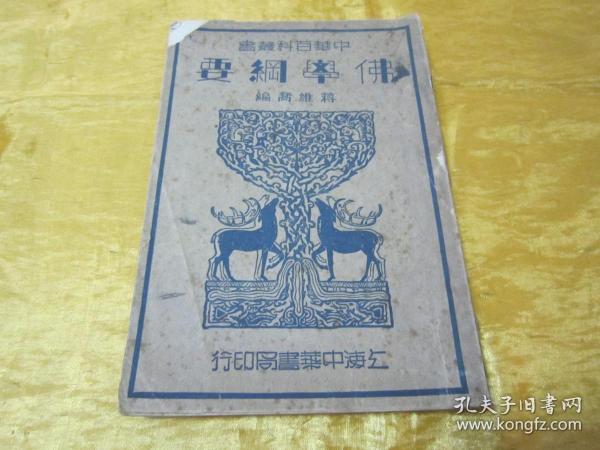 中華百科叢書
佛學綱要
蔣維喬編
上海中華書局印行
孔夫子旧書网
www.kongfz.com